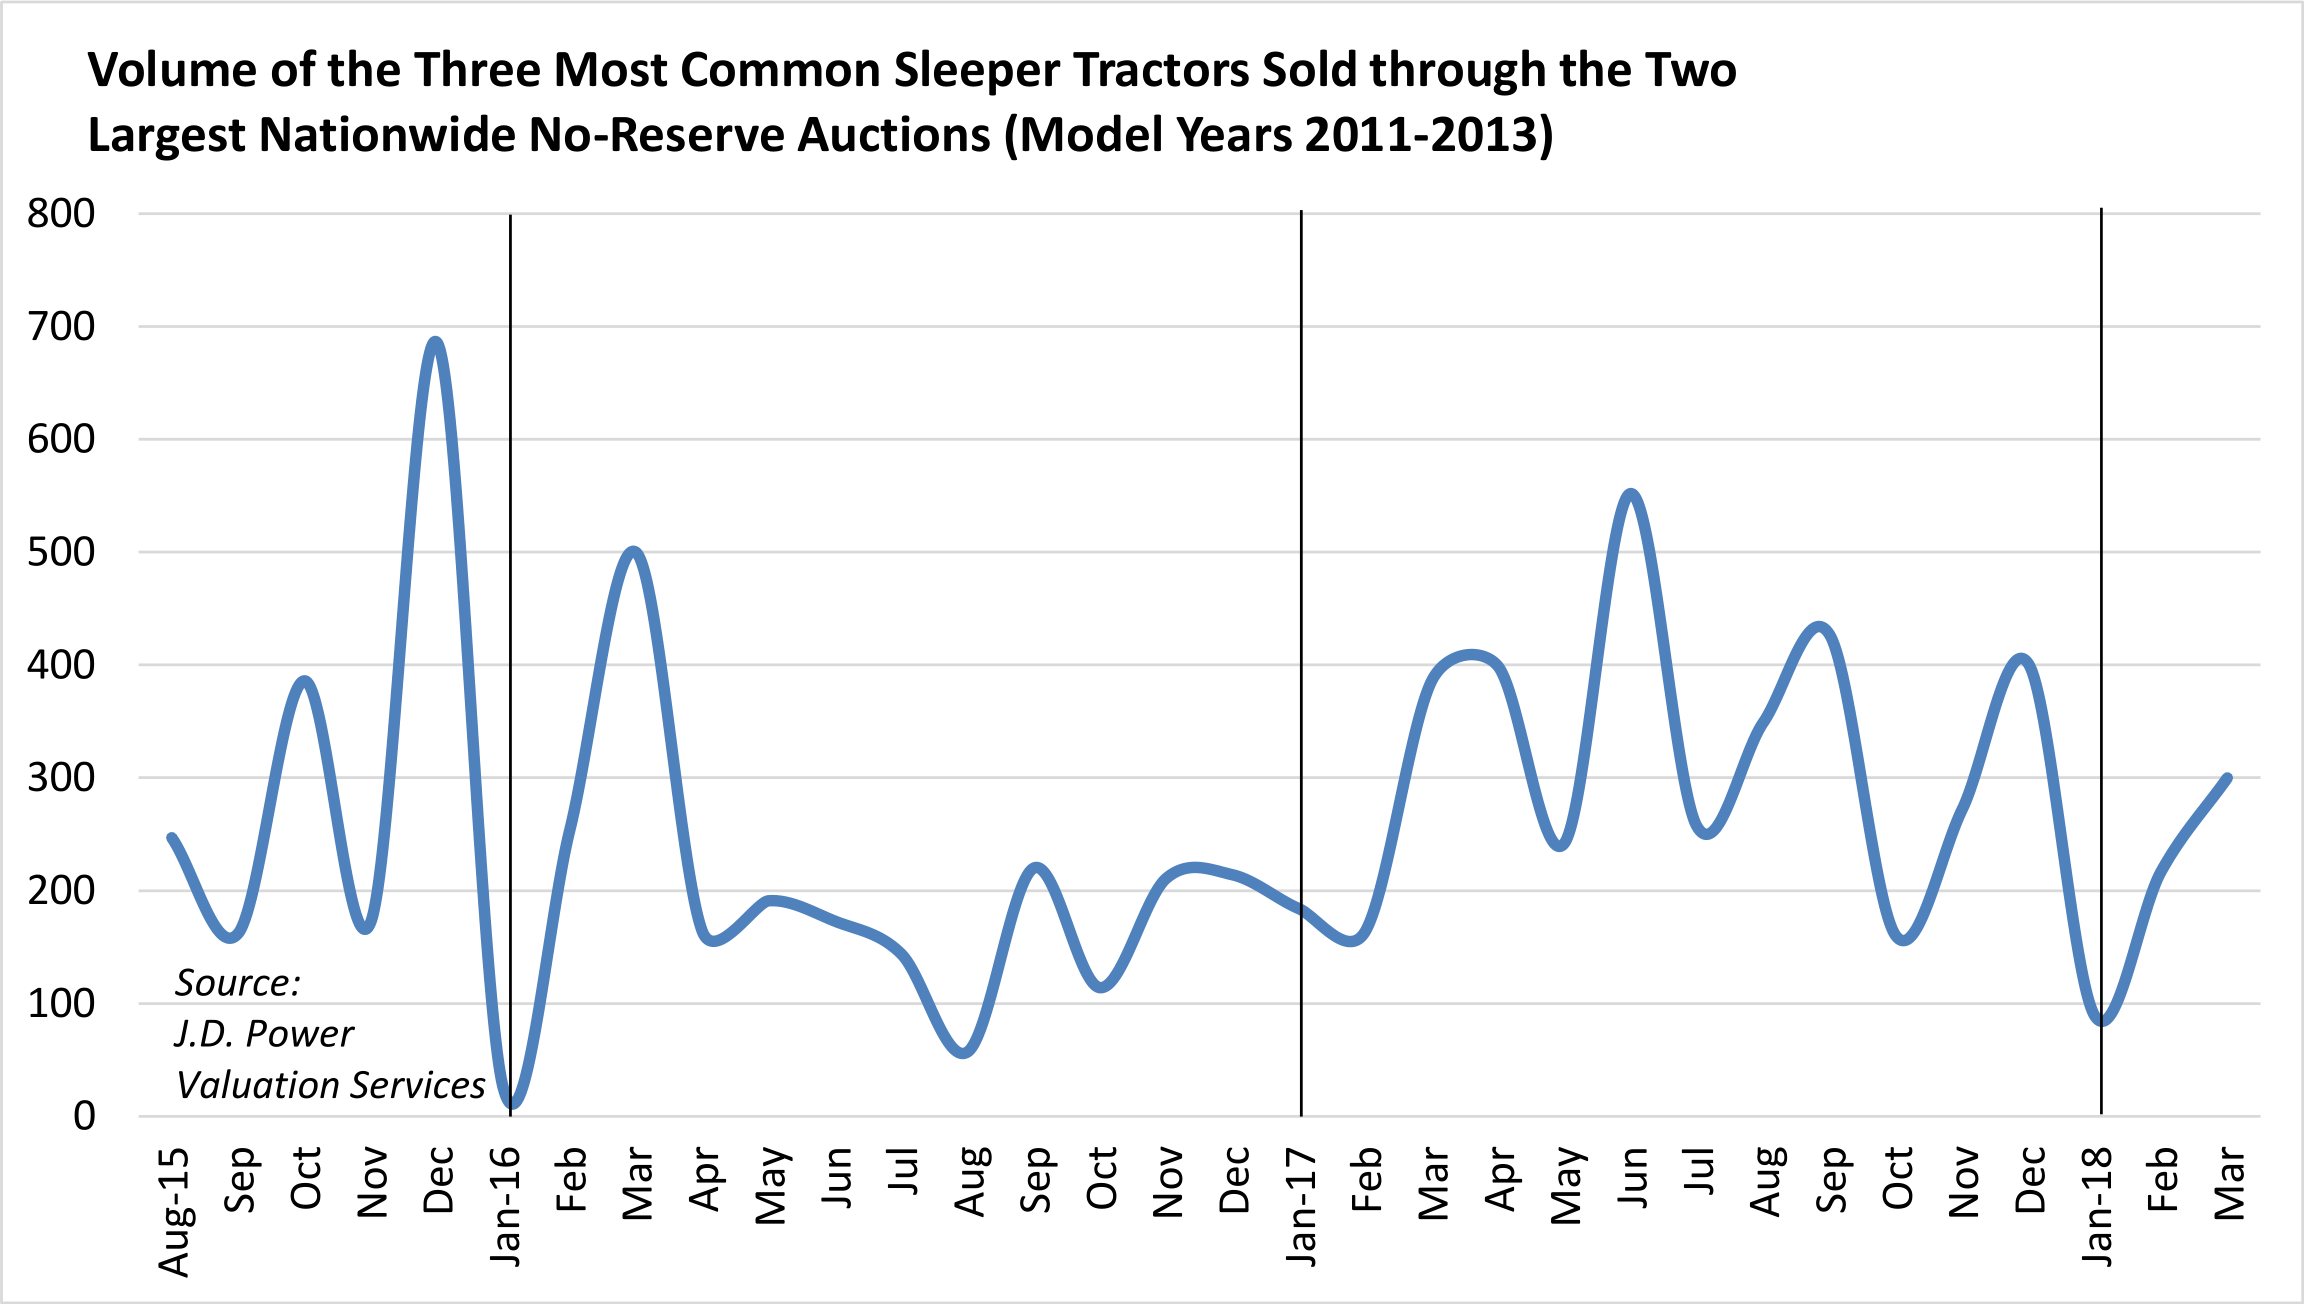 Volume of the Three Most Common Sleeper Tractors Sold through the Two
Largest Nationwide No-Reserve Auctions (Model Years 2011-2013)
800
700
600
500
400
300
200
100
0
Source:
J.D. Power
Valuation Services
Aug-15
Sep
Oct
Nov
Dec
Jan-16
Feb
Mar
Apr
May
Jun
Jul
Aug
Sep
Oct
Nov
Dec
Jan-17
Feb
Mar
Apr
May
Jun
Jul
Aug
Sep
Oct
Nov
Dec
Jan-18
Feb
Mar